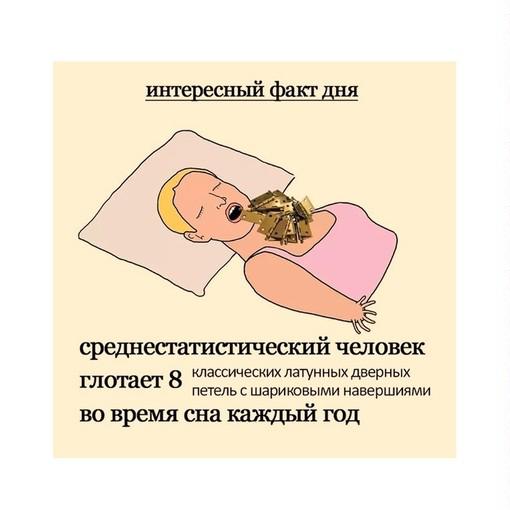 интересный факт дня
среднестатистический человек
глотает 8 классических латунных дверных
петель с шариковыми навершиями
во время сна каждый год